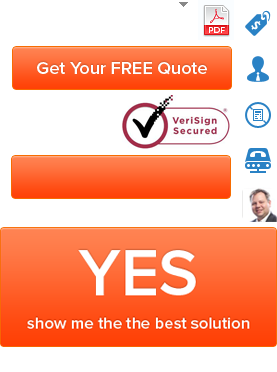 PDF
$
Get Your FREE Quote
VeriSign®
Secured
YES
show me the the best solution